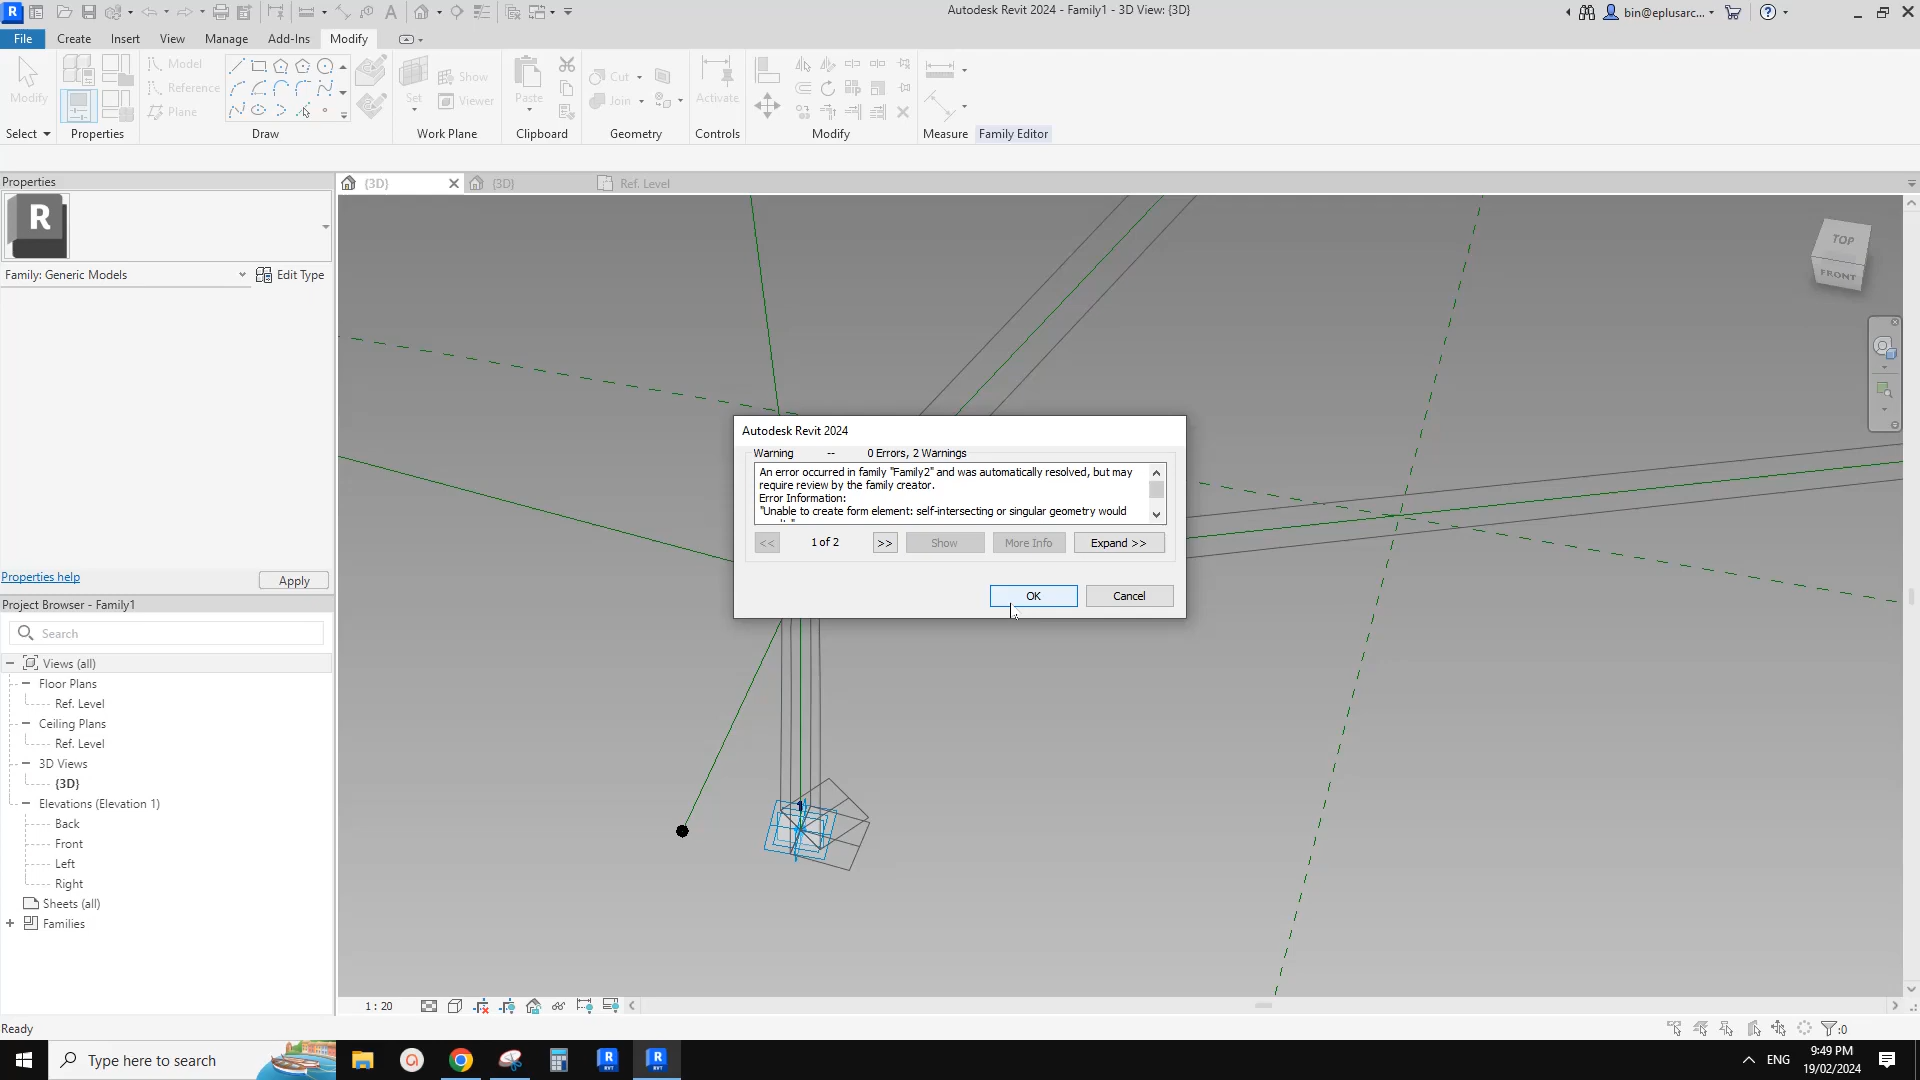 Autodesk Revit 2024 - Family1 - 3D View: {3D}
bin@eplusarc...
File
Create
Insert
View
Manage
Add-Ins
Modify
Modify
Model
Reference
Plane
Set
Show
Viewer
Paste
Cut
Join
Activate
Select
Properties
Draw
Work Plane
Clipboard
Geometry
Controls
Modify
Measure
Family Editor
Properties
{3D}
{3D}
Ref. Level
R
Family: Generic Models
Edit Type
TOP
FRONT
Autodesk Revit 2024
Warning -- 0 Errors, 2 Warnings
An error occurred in family "Family2" and was automatically resolved, but may
require review by the family creator.
Error Information:
"Unable to create form element: self-intersecting or singular geometry would
<<
1 of 2
>>
Show
More Info
Expand >>
OK
Cancel
Properties help
Apply
Project Browser - Family1
Search
Views (all)
Floor Plans
Ref. Level
Ceiling Plans
Ref. Level
3D Views
{3D}
Elevations (Elevation 1)
Back
Front
Left
Right
Sheets (all)
Families
1 : 20
Ready
:0
Type here to search
ENG
9:49 PM
19/02/2024